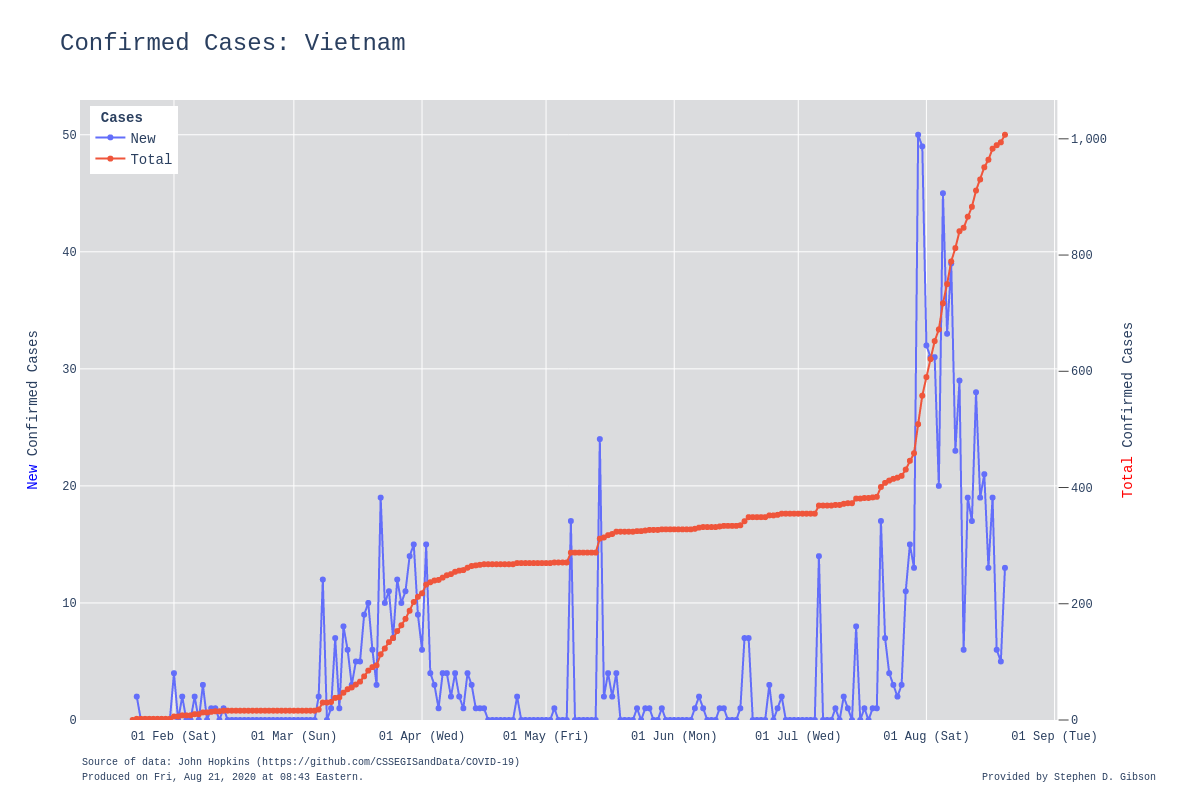 Confirmed Cases: Vietnam
Cases
New
Total
50
40
30
20
10
0
1,000
800
600
400
200
0
New Confirmed Cases
Total Confirmed Cases
01 Feb (Sat)
01 Mar (Sun)
01 Apr (Wed)
01 May (Fri)
01 Jun (Mon)
01 Jul (Wed)
01 Aug (Sat)
01 Sep (Tue)
Source of data: John Hopkins (https://github.com/CSSEGISandData/COVID-19)
Produced on Fri, Aug 21, 2020 at 08:43 Eastern.
Provided by Stephen D. Gibson